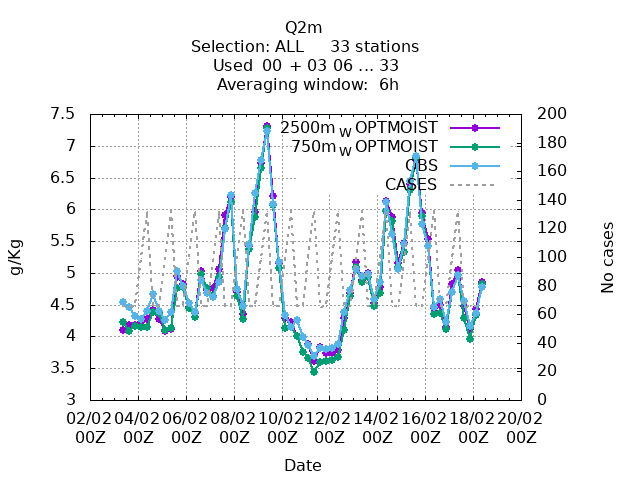 Q2m
Selection: ALL 33 stations
Used 00 + 03 06 ... 33
Averaging window: 6h
7.5
7
6.5
6
5.5
5
4.5
4
3.5
3
g/Kg
200
180
160
140
120
100
80
60
40
20
0
No cases
2500m W OPTMOIST
750m W OPTMOIST
OBS
CASES
02/02 04/02 06/02 08/02 10/02 12/02 14/02 16/02 18/02 20/02
00Z 00Z 00Z 00Z 00Z 00Z 00Z 00Z 00Z 00Z
Date